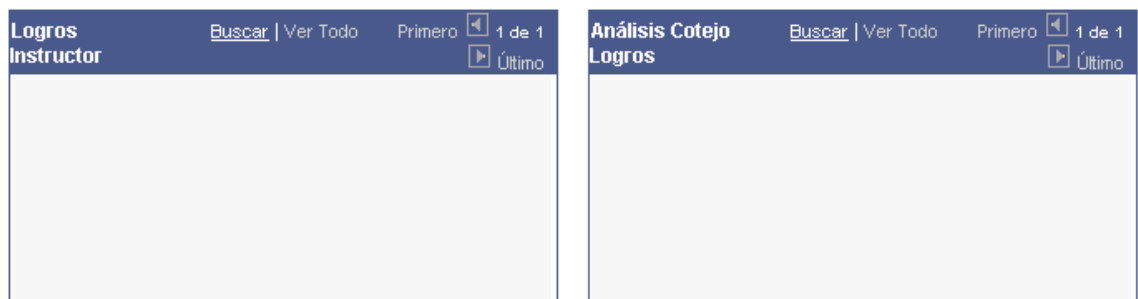 Logros Buscar | Ver Todo Primero 1 de 1
Instructor Último
Análisis Cotejo Buscar | Ver Todo Primero 1 de 1
Logros Último